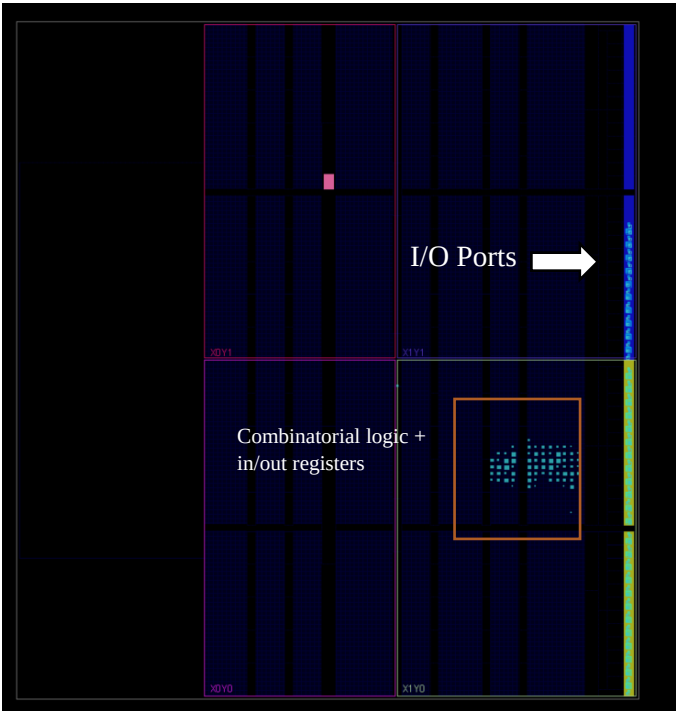 I/O Ports
X0Y1
X1Y1
Combinatorial logic +
in/out registers
X0Y0
X1Y0